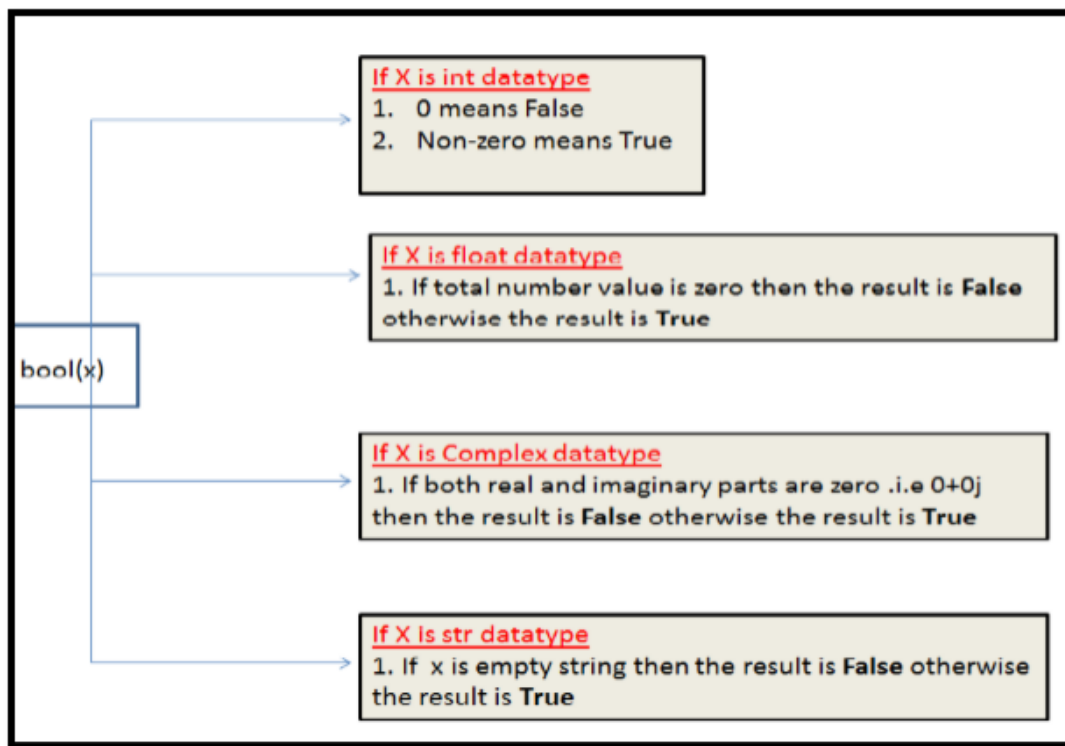 If X is int datatype
1. 0 means False
2. Non-zero means True
If X is float datatype
1. If total number value is zero then the result is False
otherwise the result is True
bool(x)
If X is Complex datatype
1. If both real and imaginary parts are zero .i.e 0+0j
then the result is False otherwise the result is True
If X is str datatype
1. If x is empty string then the result is False otherwise
the result is True